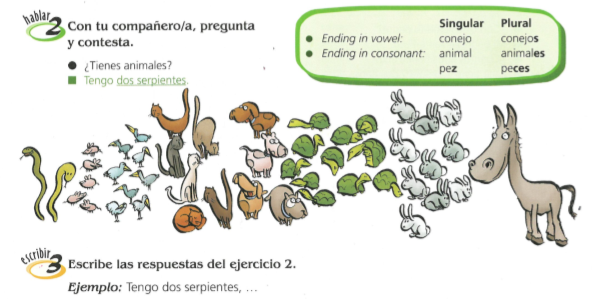 hablar
2 Con tu compañero/a, pregunta
y contesta.
● ¿Tienes animales?
■ Tengo dos serpientes.
Singular Plural
● Ending in vowel: conejo conejos
● Ending in consonant: animal animales
pez peces
escribir
3 Escribe las respuestas del ejercicio 2.
Ejemplo: Tengo dos serpientes, …